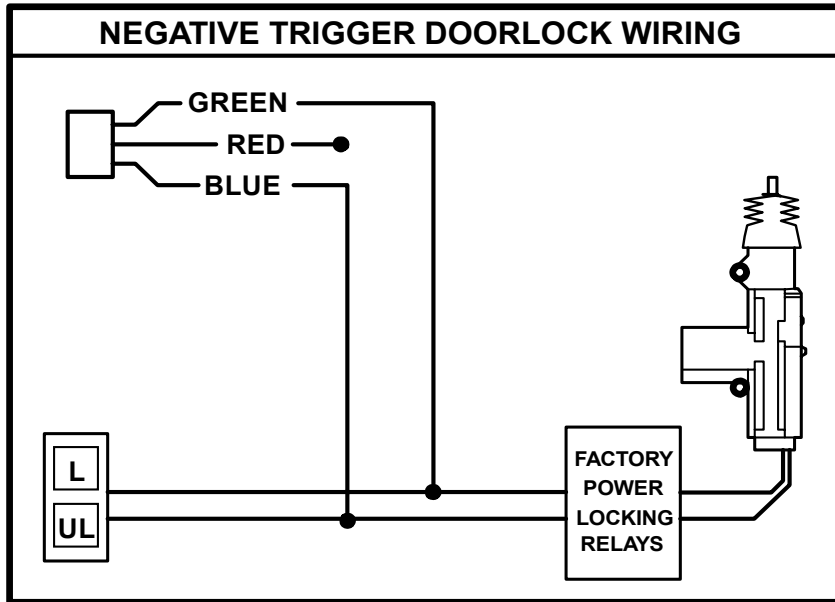 NEGATIVE TRIGGER DOORLOCK WIRING
GREEN
RED
BLUE
L
UL
FACTORY
POWER
LOCKING
RELAYS